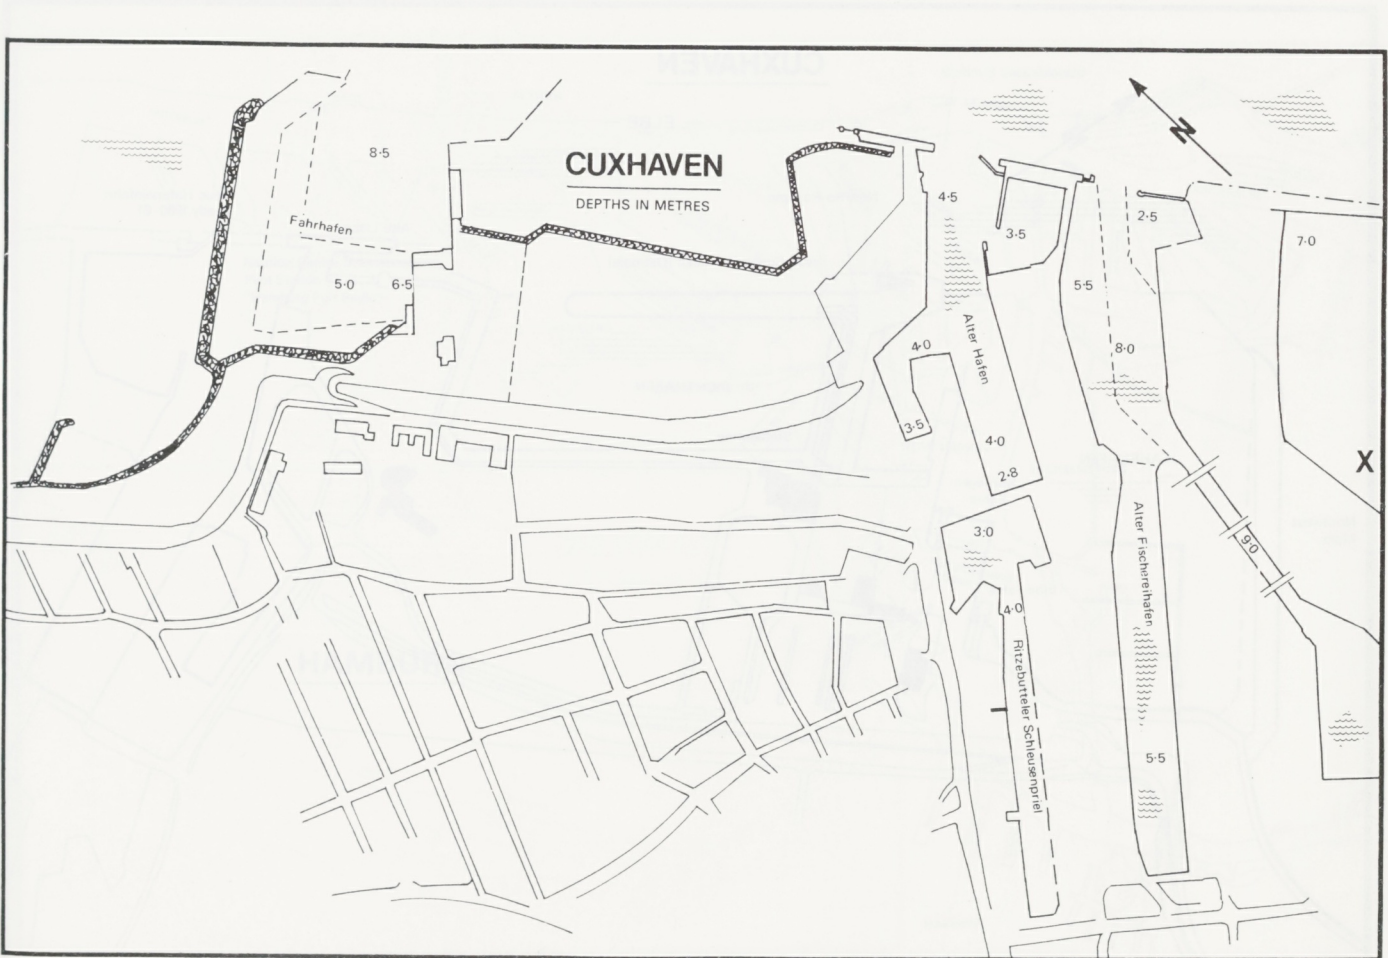 CUXHAVEN
DEPTHS IN METRES
N
8·5
Fahrhafen
5·0
6·5
4·5
3·5
2·5
7·0
5·5
8·0
Alter Hafen
4·0
3·5
4·0
2·8
X
3·0
4·0
9·0
Alter Fischereihafen
Ritzebutteler Schleusenpriel
5·5